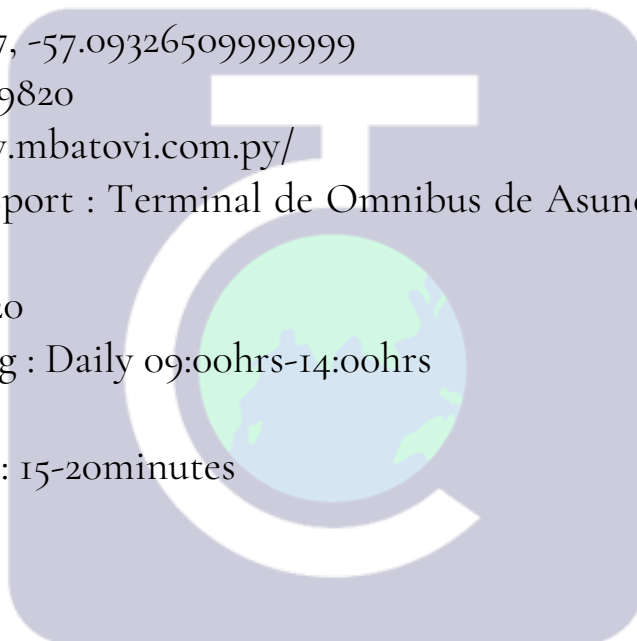 7, -57.09326509999999
9820
.mbatovi.com.py/
port : Terminal de Omnibus de Asun
20
g : Daily 09:00hrs-14:00hrs
: 15-20minutes